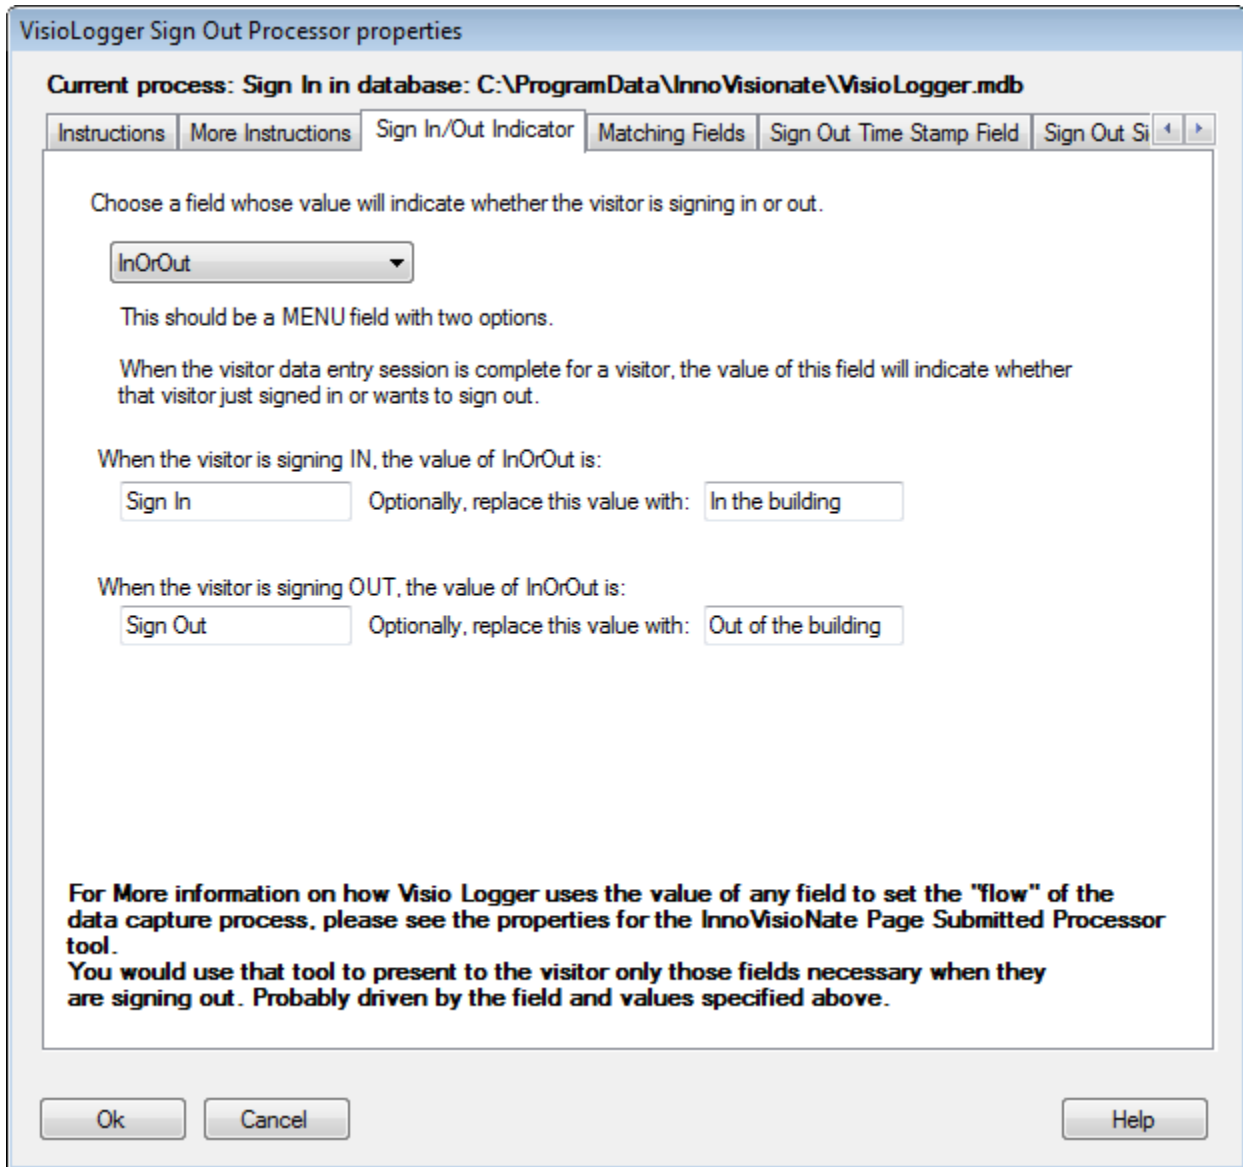 VisioLogger Sign Out Processor properties
Current process: Sign In in database: C:\ProgramData\InnoVisionate\VisioLogger.mdb
Instructions More Instructions Sign In/Out Indicator Matching Fields Sign Out Time Stamp Field Sign Out Si
Choose a field whose value will indicate whether the visitor is signing in or out.
InOrOut
This should be a MENU field with two options.
When the visitor data entry session is complete for a visitor, the value of this field will indicate whether
that visitor just signed in or wants to sign out.
When the visitor is signing IN, the value of InOrOut is:
Sign In Optionally, replace this value with: In the building
When the visitor is signing OUT, the value of InOrOut is:
Sign Out Optionally, replace this value with: Out of the building
For More information on how Visio Logger uses the value of any field to set the "flow" of the
data capture process, please see the properties for the InnoVisioNate Page Submitted Processor
tool.
You would use that tool to present to the visitor only those fields necessary when they
are signing out. Probably driven by the field and values specified above.
Ok Cancel Help